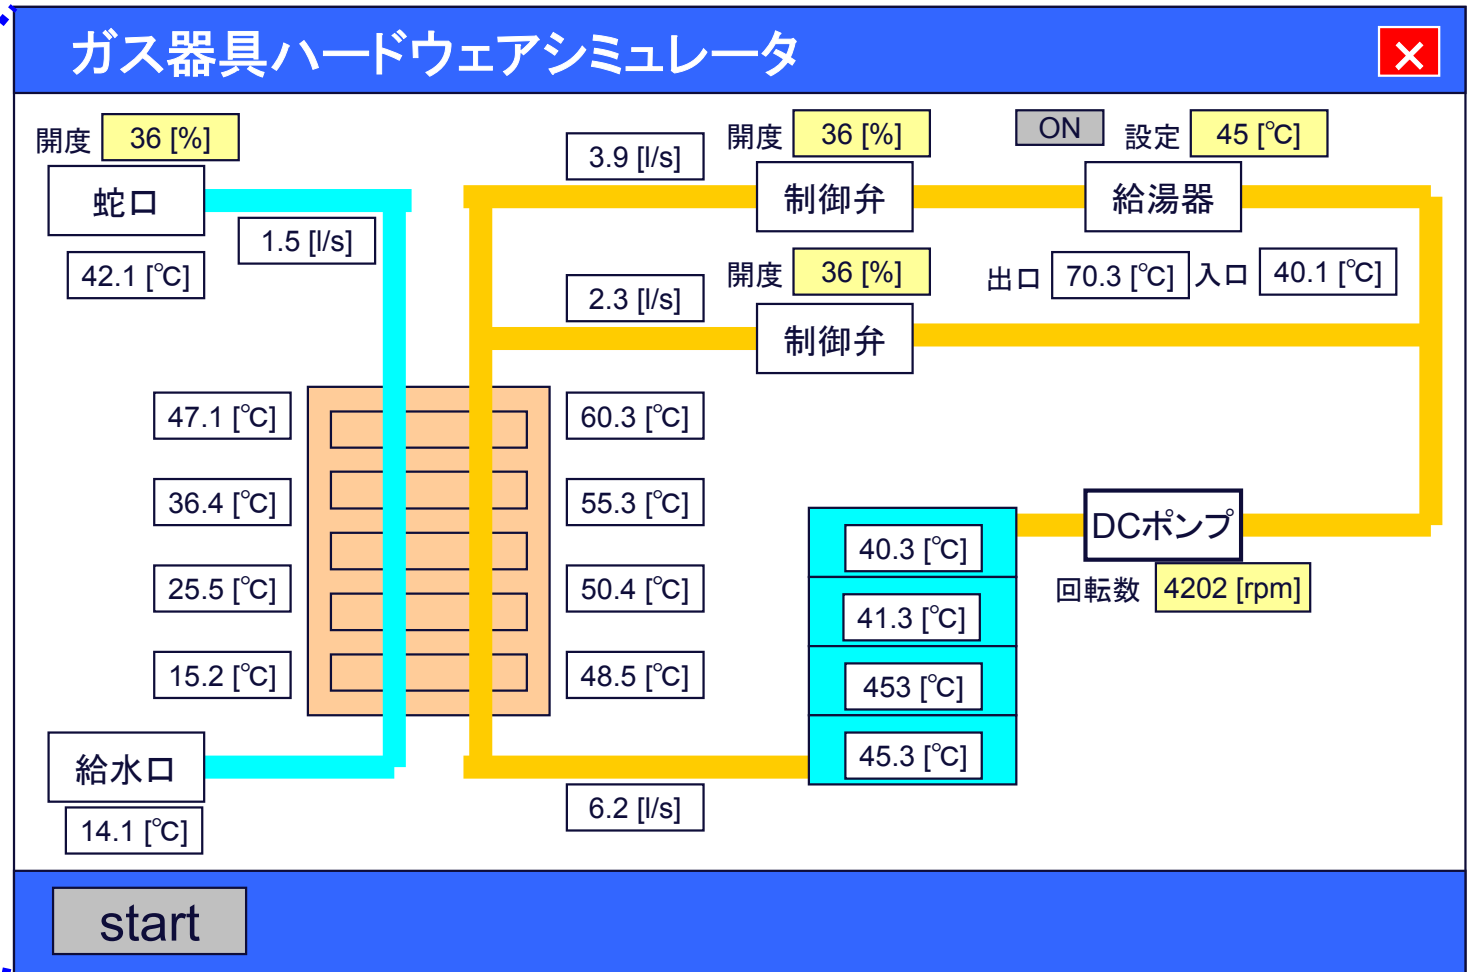 ガス器具ハードウェアシミュレータ
×
開度 36 [%]
蛇口
1.5 [l/s]
42.1 [℃]
3.9 [l/s]
開度 36 [%]
制御弁
ON
設定 45 [℃]
給湯器
出口 70.3 [℃] 入口 40.1 [℃]
2.3 [l/s]
開度 36 [%]
制御弁
47.1 [℃]
36.4 [℃]
25.5 [℃]
15.2 [℃]
60.3 [℃]
55.3 [℃]
50.4 [℃]
48.5 [℃]
40.3 [℃]
41.3 [℃]
453 [℃]
45.3 [℃]
DCポンプ
回転数 4202 [rpm]
給水口
14.1 [℃]
6.2 [l/s]
start